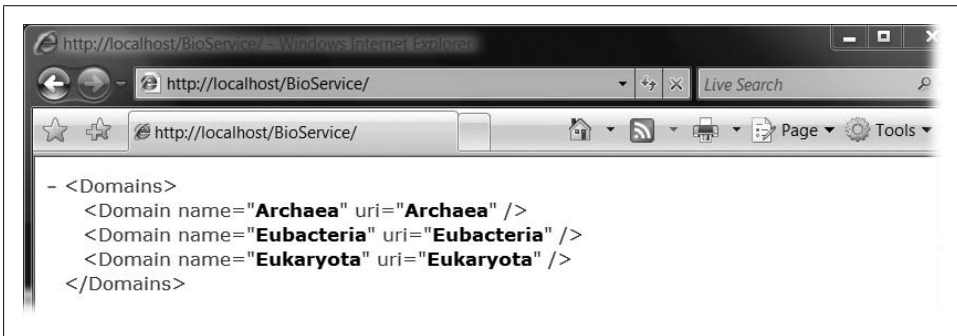 http://localhost/BioService/ - Windows Internet Explorer
http://localhost/BioService/
Live Search
http://localhost/BioService/
Page
Tools
- <Domains>
<Domain name="Archaea" uri="Archaea" />
<Domain name="Eubacteria" uri="Eubacteria" />
<Domain name="Eukaryota" uri="Eukaryota" />
</Domains>